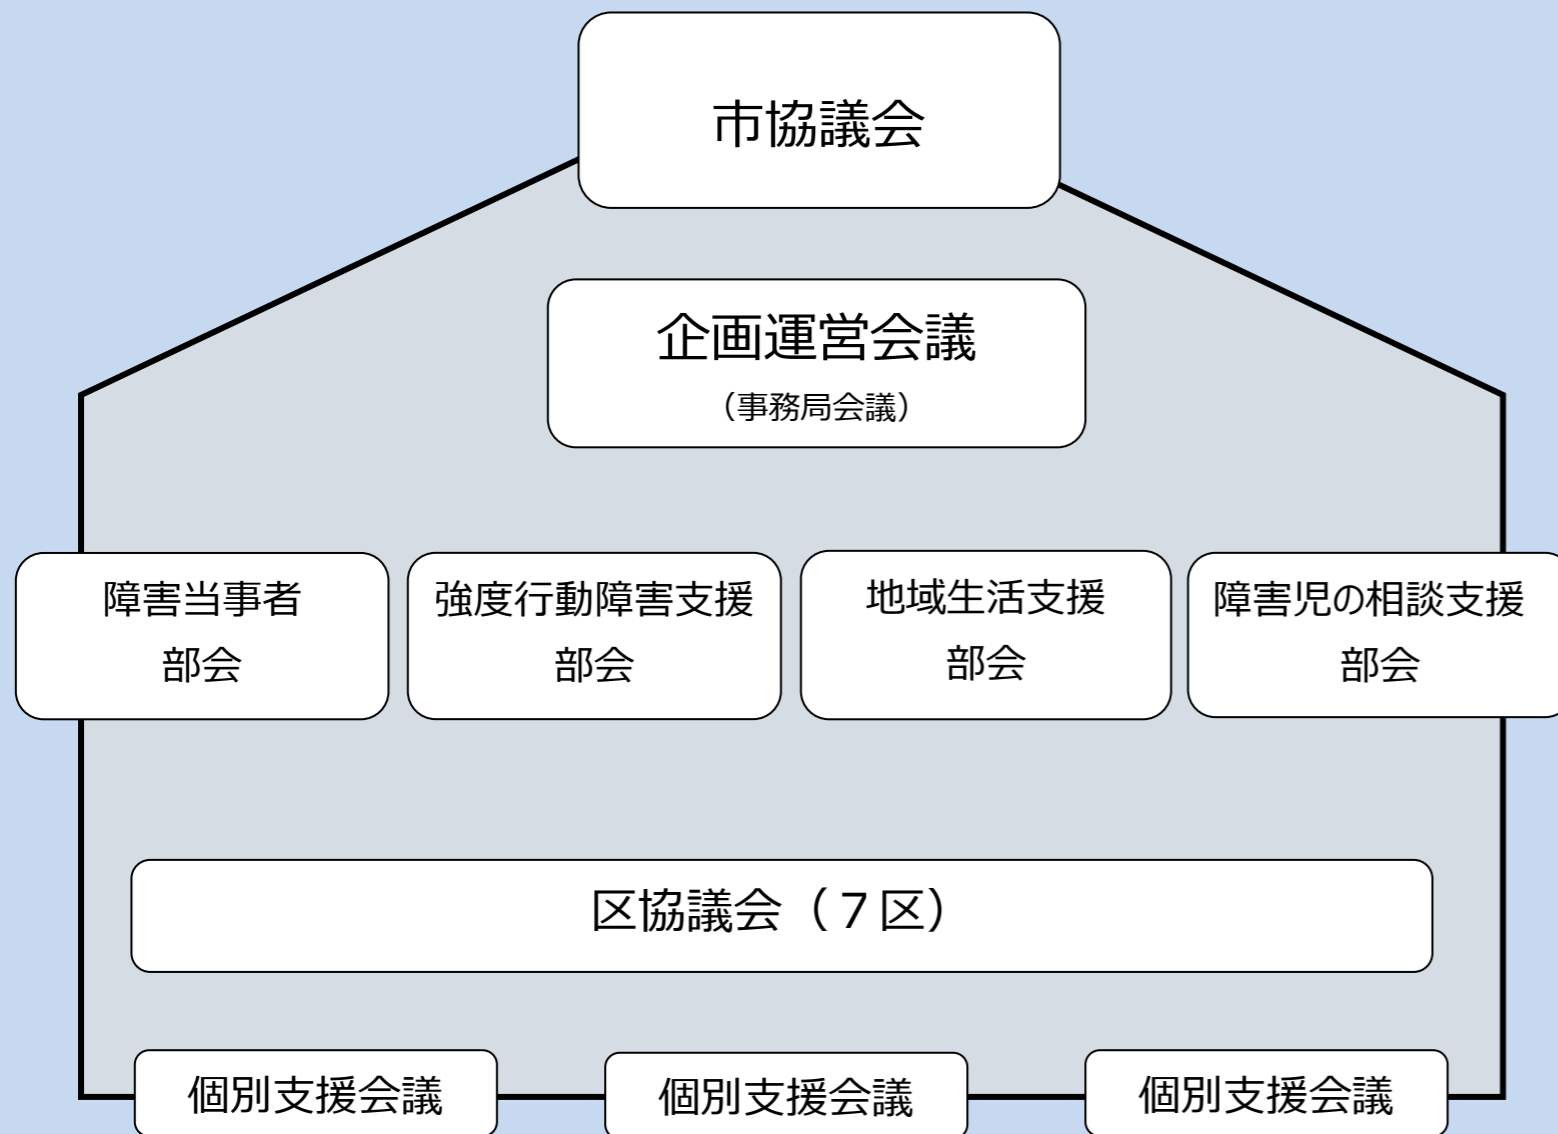 市協議会
企画運営会議
（事務局会議）
障害当事者
部会
強度行動障害支援
部会
地域生活支援
部会
障害児の相談支援
部会
区協議会（７区）
個別支援会議
個別支援会議
個別支援会議